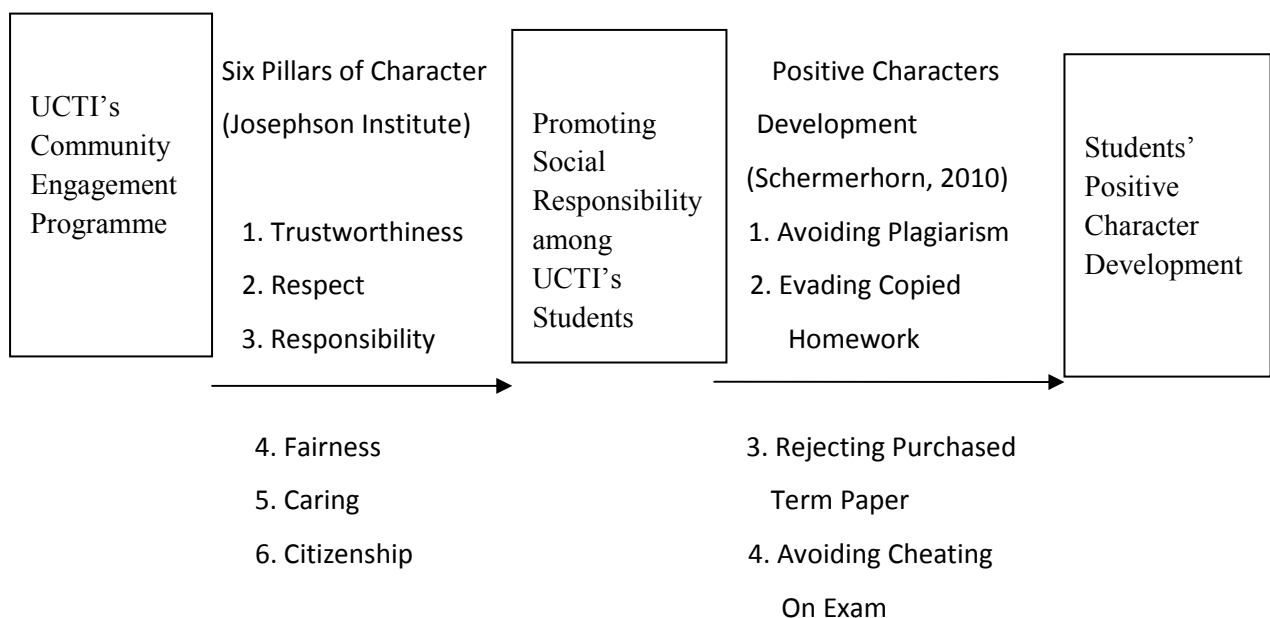 UCTI’s
Community
Engagement
Programme
Six Pillars of Character
(Josephson Institute)
1. Trustworthiness
2. Respect
3. Responsibility
4. Fairness
5. Caring
6. Citizenship
Promoting
Social
Responsibility
among
UCTI’s
Students
Positive Characters
Development
(Schermerhorn, 2010)
1. Avoiding Plagiarism
2. Evading Copied
Homework
3. Rejecting Purchased
Term Paper
4. Avoiding Cheating
On Exam
Students’
Positive
Character
Development